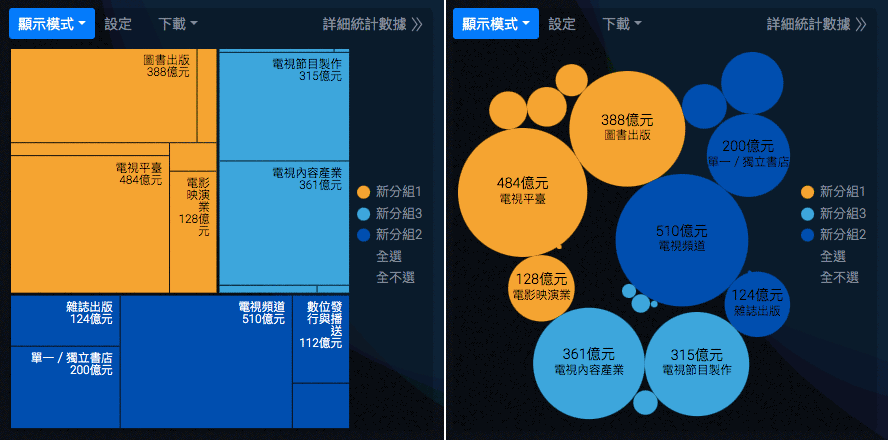 顯示模式
設定
下載
詳細統計數據
圖書出版
388億元
電視節目製作
315億元
電視平臺
484億元
電影
映演
業
128億
元
電視內容產業
361億元
雜誌出版
124億元
單一 / 獨立書店
200億元
電視頻道
510億元
數位發
行與播
送
112億元
新分組1
新分組3
新分組2
全選
全不選
顯示模式
設定
下載
詳細統計數據
388億元
圖書出版
200億元
單一 / 獨立書店
484億元
電視平臺
510億元
電視頻道
128億元
電影映演業
124億元
雜誌出版
361億元
電視內容產業
315億元
電視節目製作
新分組1
新分組3
新分組2
全選
全不選